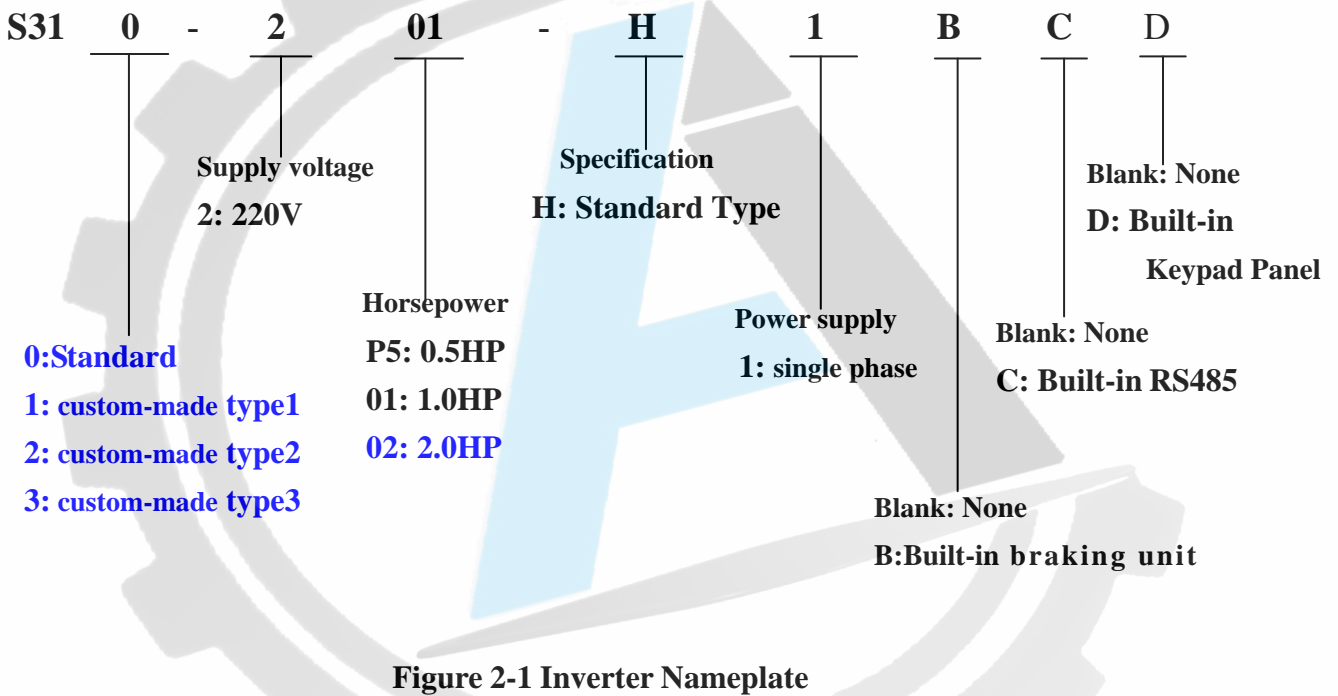 S31 0 - 2 01 - H 1 B C D
Supply voltage
2: 220V
Specification
H: Standard Type
Blank: None
D: Built-in
Keypad Panel
Horsepower
P5: 0.5HP
01: 1.0HP
02: 2.0HP
Power supply
1: single phase
Blank: None
C: Built-in RS485
0:Standard
1: custom-made type1
2: custom-made type2
3: custom-made type3
Blank: None
B:Built-in braking unit
Figure 2-1 Inverter Nameplate